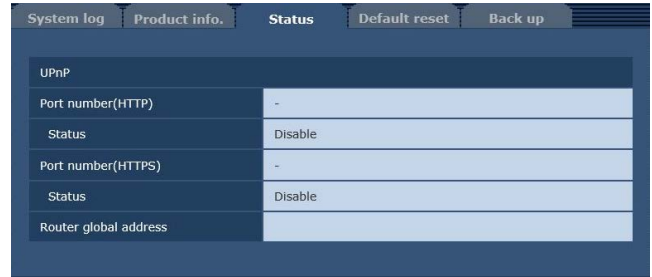 System log Product info. Status Default reset Back up
UPnP
Port number(HTTP) -
Status Disable
Port number(HTTPS) -
Status Disable
Router global address